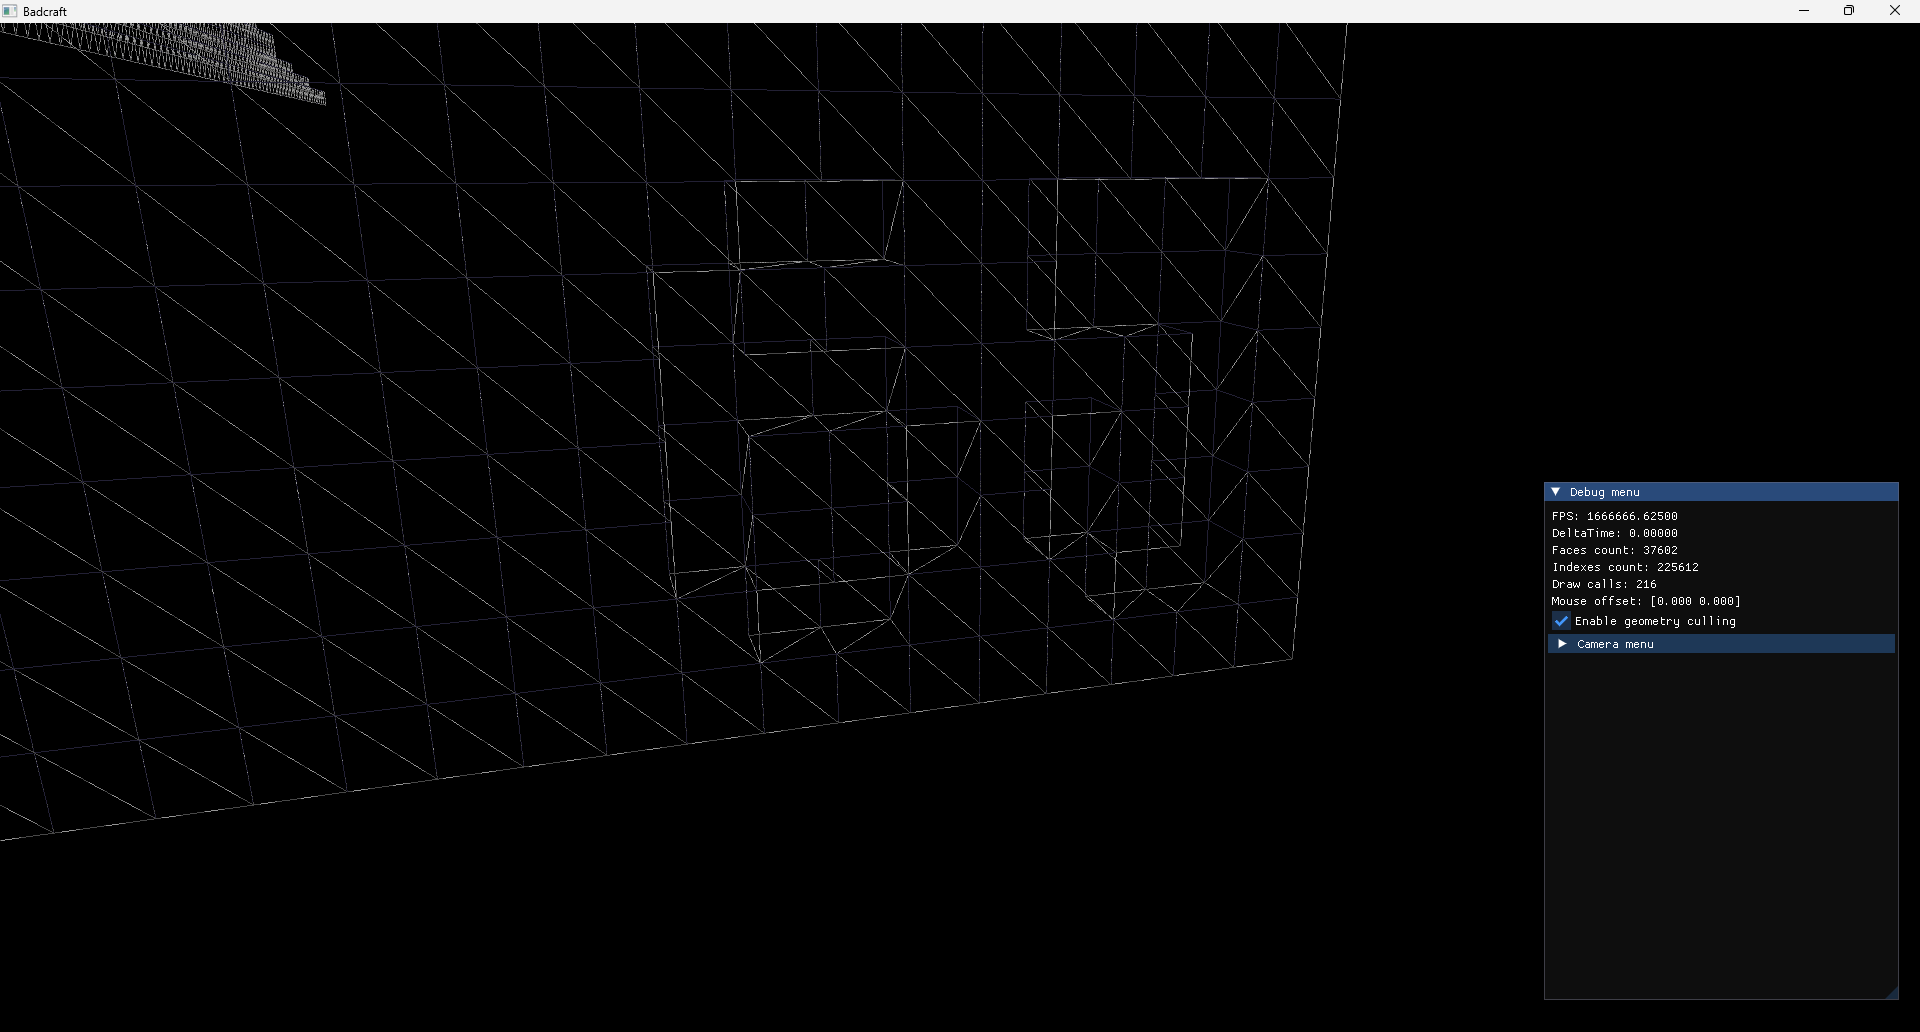 Badcraft
Debug menu
FPS: 1666666.62500
DeltaTime: 0.00000
Faces count: 37602
Indexes count: 225612
Draw calls: 216
Mouse offset: [0.000 0.000]
Enable geometry culling
Camera menu